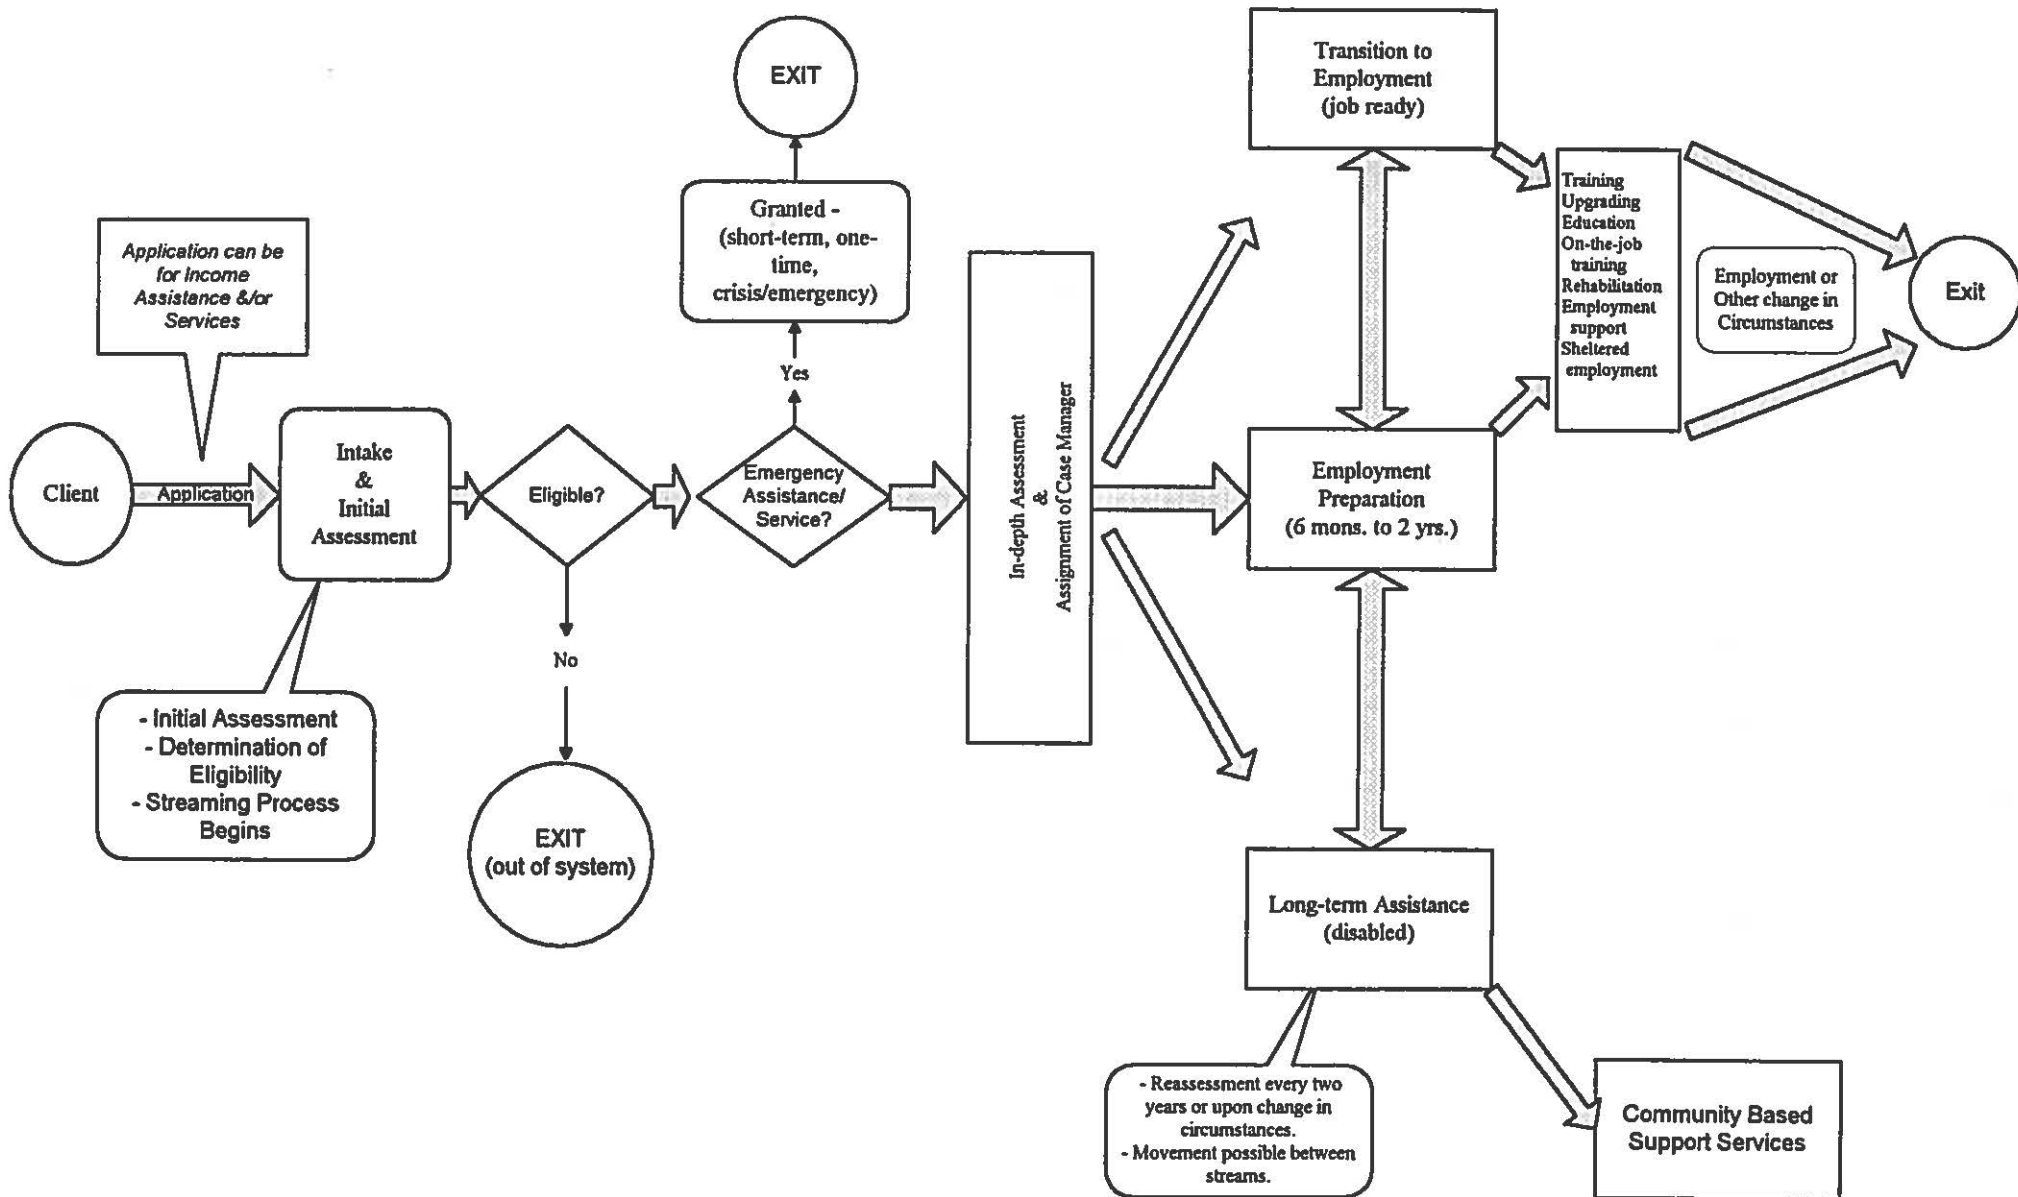 Application can be
for Income
Assistance &/or
Services
Client
Application
Intake
&
Initial
Assessment
- Initial Assessment
- Determination of
Eligibility
- Streaming Process
Begins
Eligible?
No
EXIT
(out of system)
Emergency
Assistance/
Service?
Yes
Granted -
(short-term, one-
time,
crisis/emergency)
EXIT
In-depth Assessment
&
Assignment of Case Manager
Transition to
Employment
(job ready)
Employment
Preparation
(6 mons. to 2 yrs.)
Long-term Assistance
(disabled)
- Reassessment every two
years or upon change in
circumstances.
- Movement possible between
streams.
Community Based
Support Services
Training
Upgrading
Education
On-the-job
training
Rehabilitation
Employment
support
Sheltered
employment
Employment or
Other change in
Circumstances
Exit